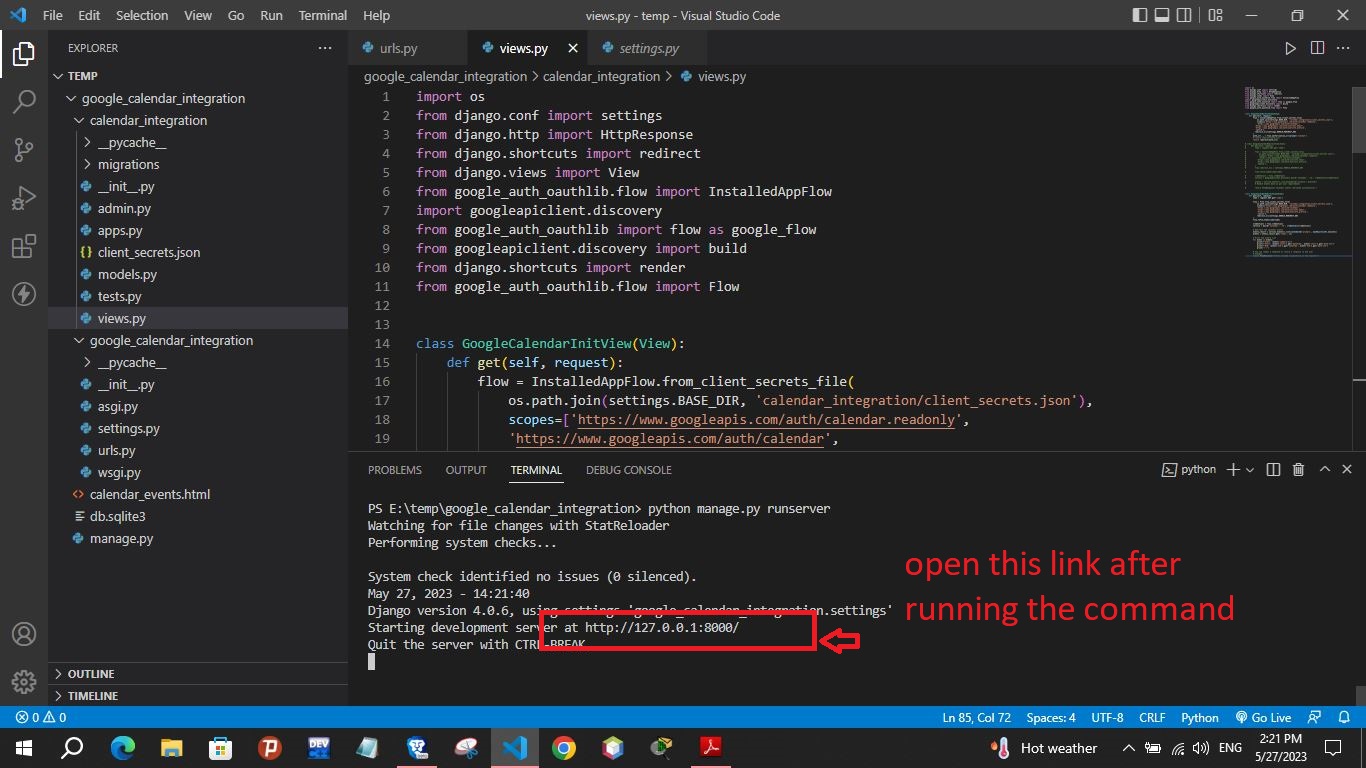 File Edit Selection View Go Run Terminal Help
views.py - temp - Visual Studio Code
EXPLORER
TEMP
google_calendar_integration
calendar_integration
__pycache__
migrations
__init__.py
admin.py
apps.py
{} client_secrets.json
models.py
tests.py
views.py
google_calendar_integration
__pycache__
__init__.py
asgi.py
settings.py
urls.py
wsgi.py
<> calendar_events.html
db.sqlite3
manage.py
OUTLINE
TIMELINE
urls.py views.py settings.py
google_calendar_integration > calendar_integration > views.py
1 import os
2 from django.conf import settings
3 from django.http import HttpResponse
4 from django.shortcuts import redirect
5 from django.views import View
6 from google_auth_oauthlib.flow import InstalledAppFlow
7 import googleapiclient.discovery
8 from google_auth_oauthlib import flow as google_flow
9 from googleapiclient.discovery import build
10 from django.shortcuts import render
11 from google_auth_oauthlib.flow import Flow
12
13
14 class GoogleCalendarInitView(View):
15 def get(self, request):
16 flow = InstalledAppFlow.from_client_secrets_file(
17 os.path.join(settings.BASE_DIR, 'calendar_integration/client_secrets.json'),
18 scopes=['https://www.googleapis.com/auth/calendar.readonly',
19 'https://www.googleapis.com/auth/calendar',
PROBLEMS OUTPUT TERMINAL DEBUG CONSOLE
python
PS E:\temp\google_calendar_integration> python manage.py runserver
Watching for file changes with StatReloader
Performing system checks...
System check identified no issues (0 silenced).
May 27, 2023 - 14:21:40
Django version 4.0.6, using settings 'google_calendar_integration.settings'
Starting development server at http://127.0.0.1:8000/
Quit the server with CTRL-BREAK.
open this link after
running the command
0 0
Ln 85, Col 72 Spaces: 4 UTF-8 CRLF Python Go Live
DEV
Hot weather
ENG
2:21 PM
5/27/2023